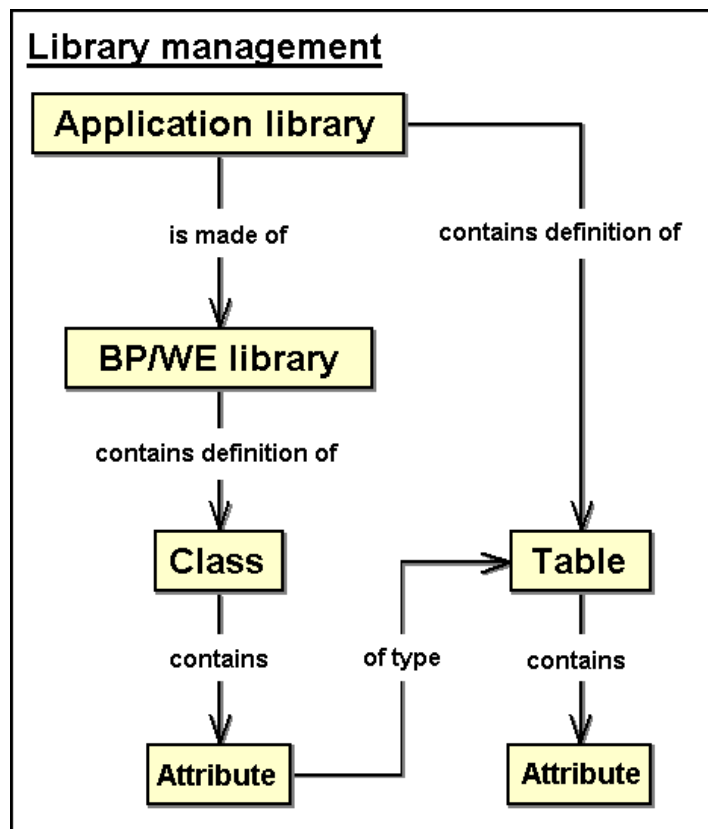 Library management
Application library
is made of
contains definition of
BP/WE library
contains definition of
Class
Table
contains
of type
contains
Attribute
Attribute